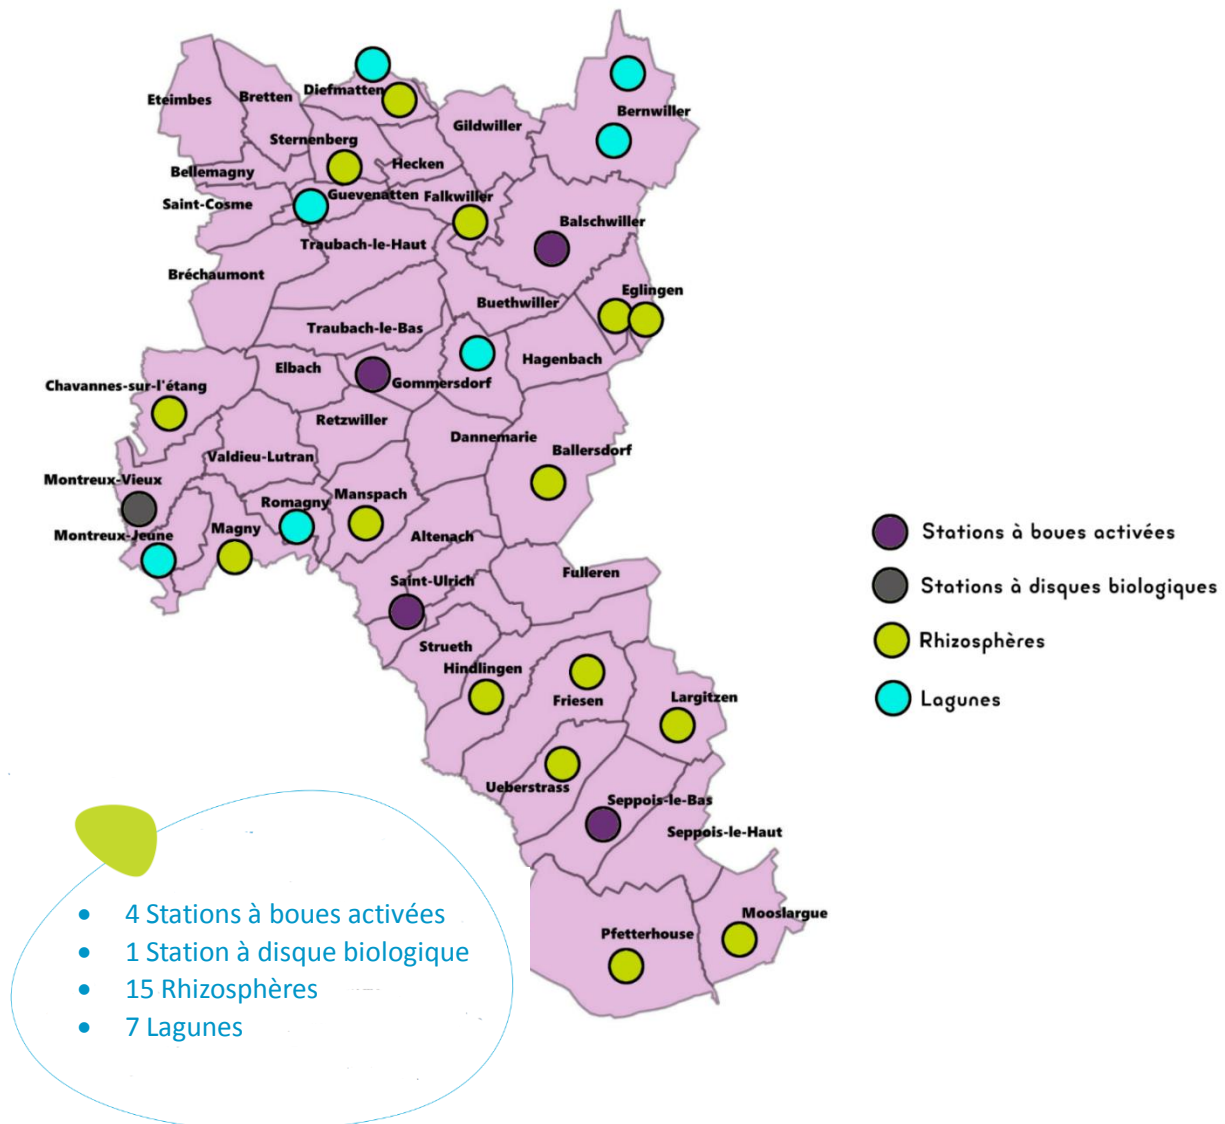 Diefmatten
Eteimbes
Bretten
Bernwiller
Gildwiller
Sternenberg
Hecken
Bellemagny
Guevenatten
Falkwiller
Saint-Cosme
Balschwiller
Traubach-le-Haut
Bréchaumont
Eglingen
Buethwiller
Traubach-le-Bas
Hagenbach
Elbach
Chavannes-sur-l'étang
Gommersdorf
Retzwiller
Dannemarie
Ballersdorf
Valdieu-Lutran
Montreux-Vieux
Manspach
Romagny
Magny
Montreux-Jeune
Altenach
Stations à boues activées
Fulleren
Saint-Ulrich
Stations à disques biologiques
Rhizosphères
Strueth
Hindlingen
Largitzen
Friesen
Lagunes
Ueberstrass
Seppois-le-Bas
Seppois-le-Haut
Mooslargue
Pfetterhouse
• 4 Stations à boues activées
• 1 Station à disque biologique
• 15 Rhizosphères
• 7 Lagunes